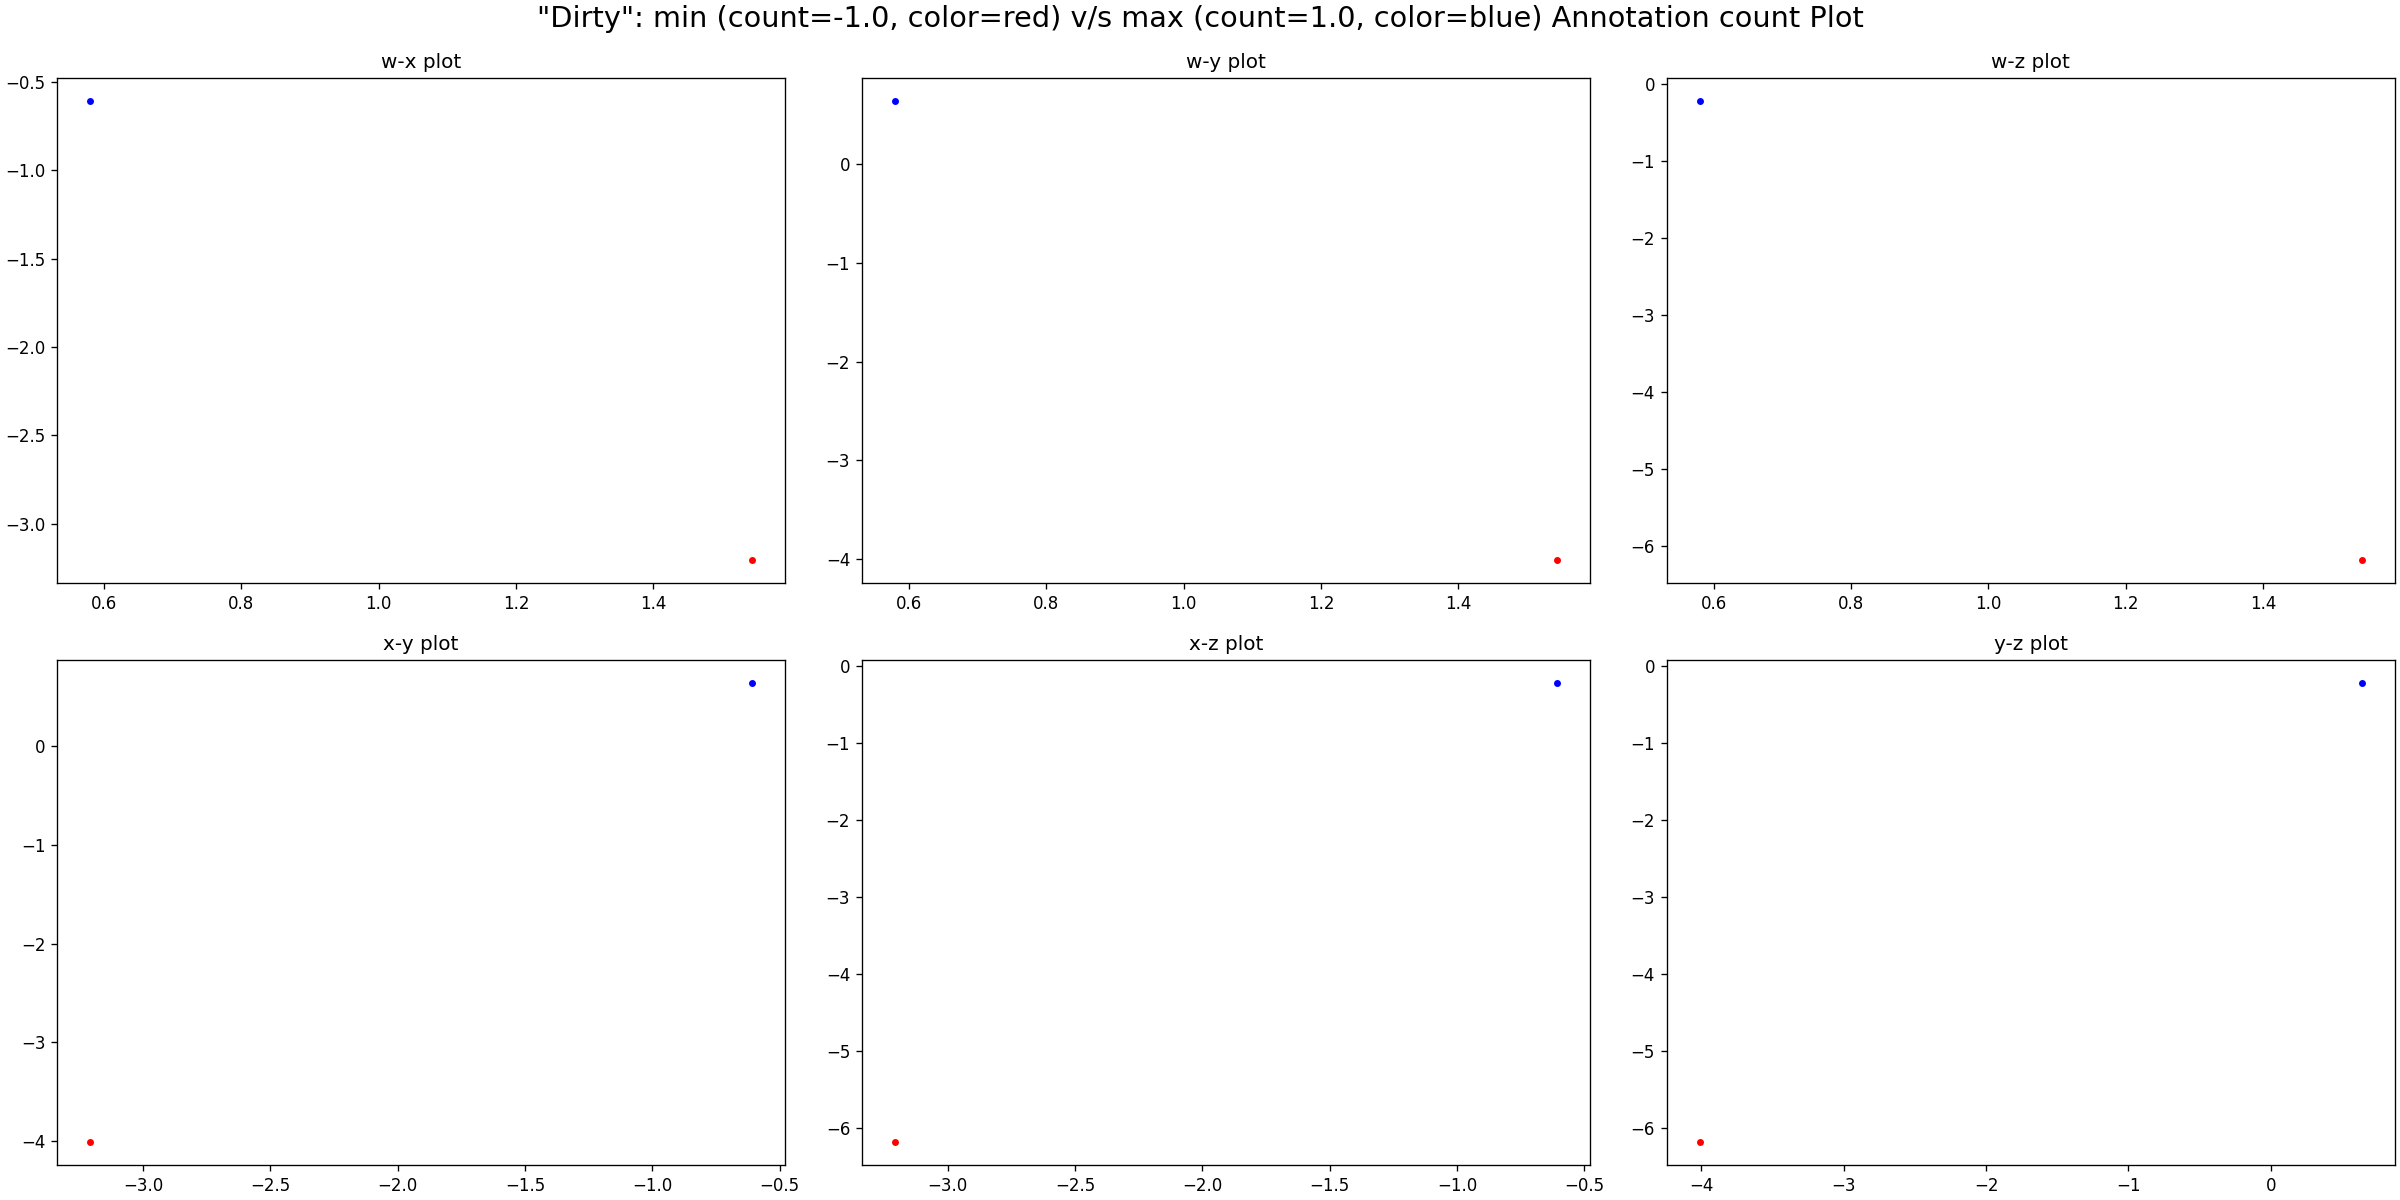 "Dirty": min (count=-1.0, color=red) v/s max (count=1.0, color=blue) Annotation count Plot
w-x plot
−0.5
−1.0
−1.5
−2.0
−2.5
−3.0
0.6 0.8 1.0 1.2 1.4
w-y plot
0
−1
−2
−3
−4
0.6 0.8 1.0 1.2 1.4
w-z plot
0
−1
−2
−3
−4
−5
−6
0.6 0.8 1.0 1.2 1.4
x-y plot
0
−1
−2
−3
−4
−3.0 −2.5 −2.0 −1.5 −1.0 −0.5
x-z plot
0
−1
−2
−3
−4
−5
−6
−3.0 −2.5 −2.0 −1.5 −1.0 −0.5
y-z plot
0
−1
−2
−3
−4
−5
−6
−4 −3 −2 −1 0